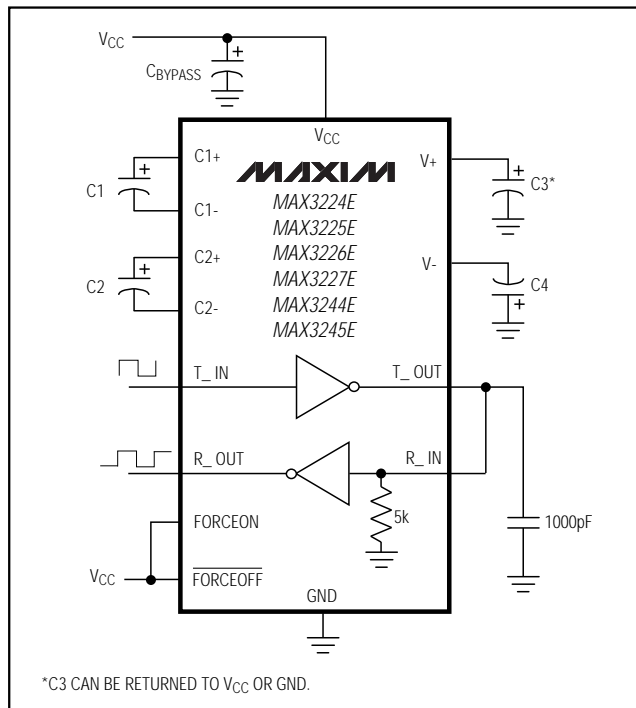 VCC
CBYPASS
VCC
C1+
C1
C1-
C2+
C2
C2-
MAXIM
MAX3224E
MAX3225E
MAX3226E
MAX3227E
MAX3244E
MAX3245E
V+
C3*
V-
C4
T_ IN
T_ OUT
R_ OUT
R_ IN
5k
1000pF
FORCEON
VCC
FORCEOFF
GND
*C3 CAN BE RETURNED TO VCC OR GND.